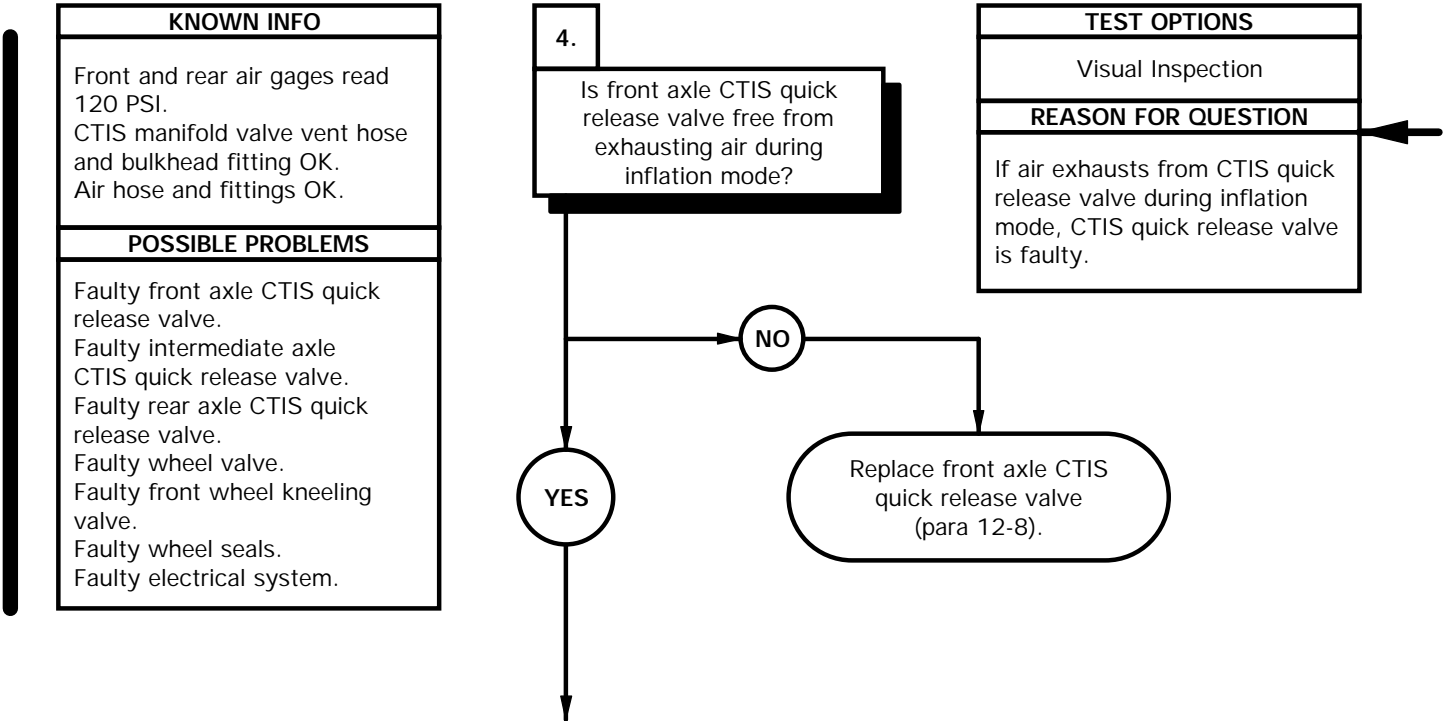 KNOWN INFO
Front and rear air gages read
120 PSI.
CTIS manifold valve vent hose
and bulkhead fitting OK.
Air hose and fittings OK.
POSSIBLE PROBLEMS
Faulty front axle CTIS quick
release valve.
Faulty intermediate axle
CTIS quick release valve.
Faulty rear axle CTIS quick
release valve.
Faulty wheel valve.
Faulty front wheel kneeling
valve.
Faulty wheel seals.
Faulty electrical system.
4.
Is front axle CTIS quick
release valve free from
exhausting air during
inflation mode?
TEST OPTIONS
Visual Inspection
REASON FOR QUESTION
If air exhausts from CTIS quick
release valve during inflation
mode, CTIS quick release valve
is faulty.
NO
Replace front axle CTIS
quick release valve
(para 12-8).
YES